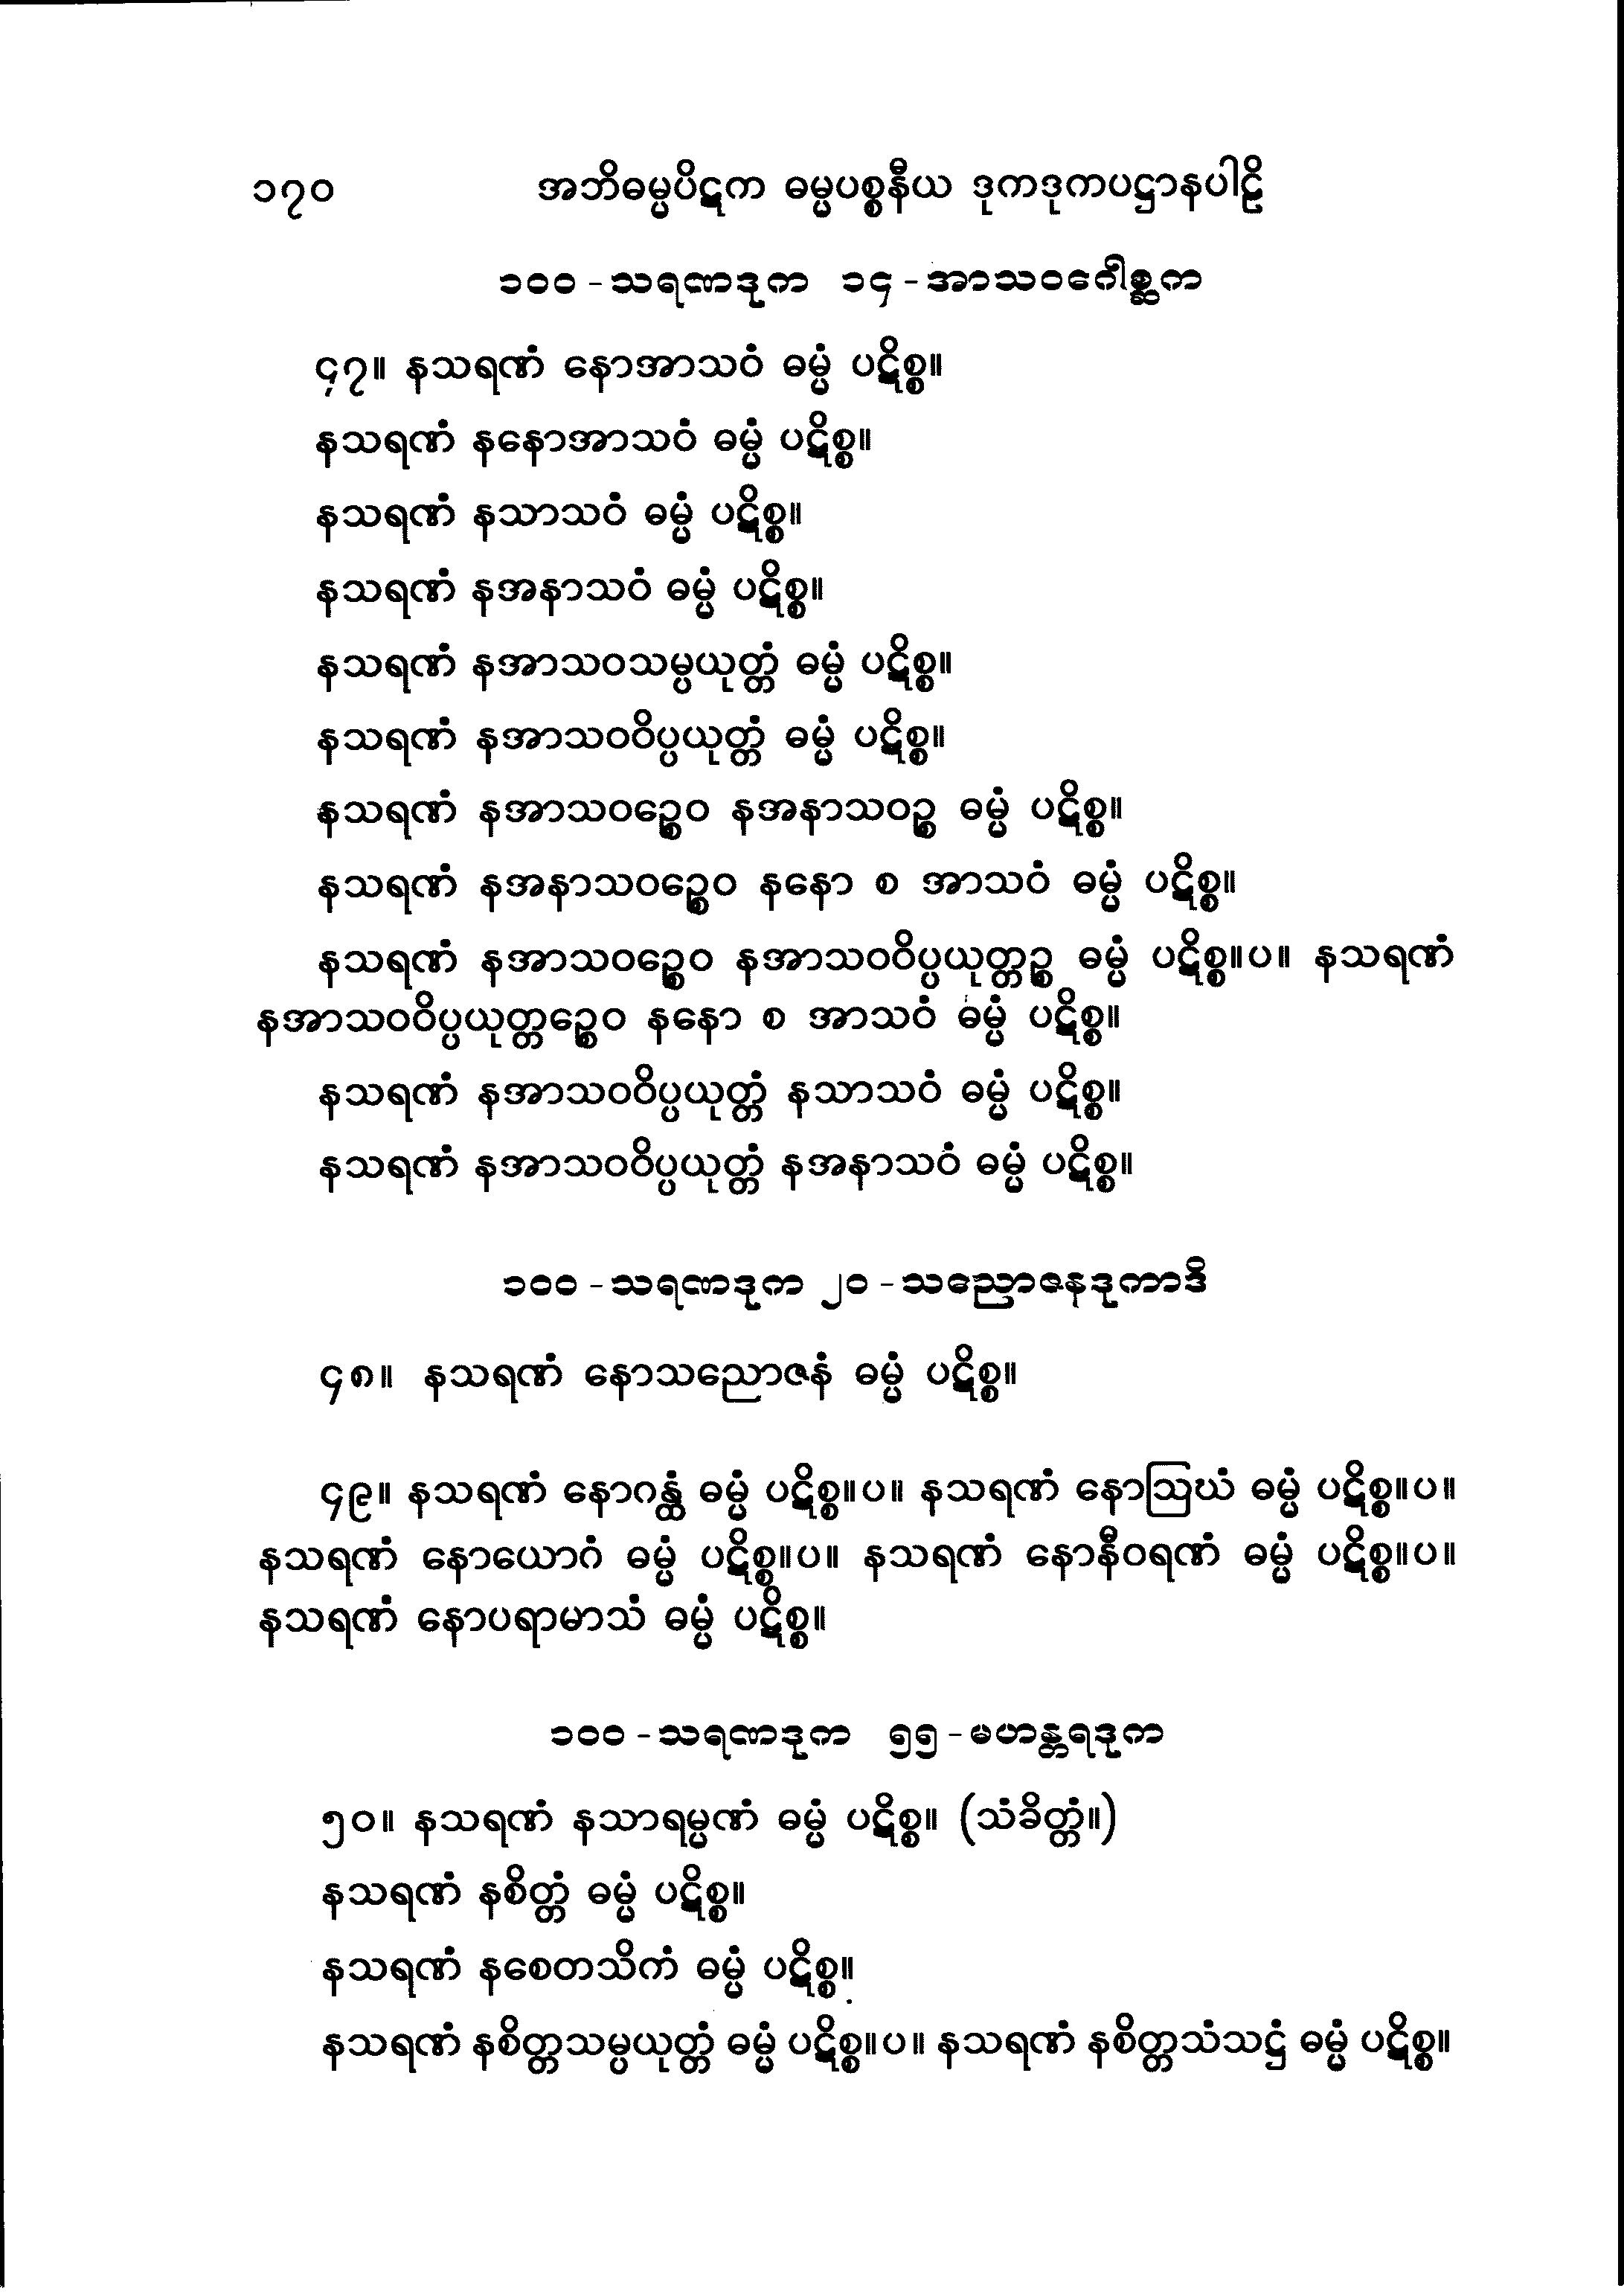 ၁၇၀ အဘိဓမ္မပိဋက ဓမ္မပစ္စနီယ ဒုကဒုကပဋ္ဌာနပါဠိ
၁၀၀ - သရဏဒုက ၁၄ - အာသဝဂေါစ္ဆက
၄၇။ နသရဏံ နောအာသဝံ ဓမ္မံ ပဋိစ္စ။
နသရဏံ နနောအာသဝံ ဓမ္မံ ပဋိစ္စ။
နသရဏံ နသာသဝံ ဓမ္မံ ပဋိစ္စ။
နသရဏံ နအနာသဝံ ဓမ္မံ ပဋိစ္စ။
နသရဏံ နအာသဝသမ္ပယုတ္တံ ဓမ္မံ ပဋိစ္စ။
နသရဏံ နအာသဝဝိပ္ပယုတ္တံ ဓမ္မံ ပဋိစ္စ။
နသရဏံ နအာသဝဉ္စေဝ နအနာသဝဉ္စ ဓမ္မံ ပဋိစ္စ။
နသရဏံ နအနာသဝဉ္စေဝ နနော စ အာသဝံ ဓမ္မံ ပဋိစ္စ။
နသရဏံ နအာသဝဉ္စေဝ နအာသဝဝိပ္ပယုတ္တဉ္စ ဓမ္မံ ပဋိစ္စ။ပ။ နသရဏံ
နအာသဝဝိပ္ပယုတ္တဉ္စေဝ နနော စ အာသဝံ ဓမ္မံ ပဋိစ္စ။
နသရဏံ နအာသဝဝိပ္ပယုတ္တံ နသာသဝံ ဓမ္မံ ပဋိစ္စ။
နသရဏံ နအာသဝဝိပ္ပယုတ္တံ နအနာသဝံ ဓမ္မံ ပဋိစ္စ။
၁၀၀ - သရဏဒုက ၂၀ - သညောဇနဒုကာဒိ
၄၈။ နသရဏံ နောသညောဇနံ ဓမ္မံ ပဋိစ္စ။
၄၉။ နသရဏံ နောဂန္ထံ ဓမ္မံ ပဋိစ္စ။ပ။ နသရဏံ နောဩဃံ ဓမ္မံ ပဋိစ္စ။ပ။
နသရဏံ နောယောဂံ ဓမ္မံ ပဋိစ္စ။ပ။ နသရဏံ နောနီဝရဏံ ဓမ္မံ ပဋိစ္စ။ပ။
နသရဏံ နောပရာမာသံ ဓမ္မံ ပဋိစ္စ။
၁၀၀ - သရဏဒုက ၅၅ - မဟန္တရဒုက
၅၀။ နသရဏံ နသာရမ္မဏံ ဓမ္မံ ပဋိစ္စ။ (သံခိတ္တံ။)
နသရဏံ နစိတ္တံ ဓမ္မံ ပဋိစ္စ။
နသရဏံ နစေတသိကံ ဓမ္မံ ပဋိစ္စ။
နသရဏံ နစိတ္တသမ္ပယုတ္တံ ဓမ္မံ ပဋိစ္စ။ပ။ နသရဏံ နစိတ္တသံသဋ္ဌံ ဓမ္မံ ပဋိစ္စ။